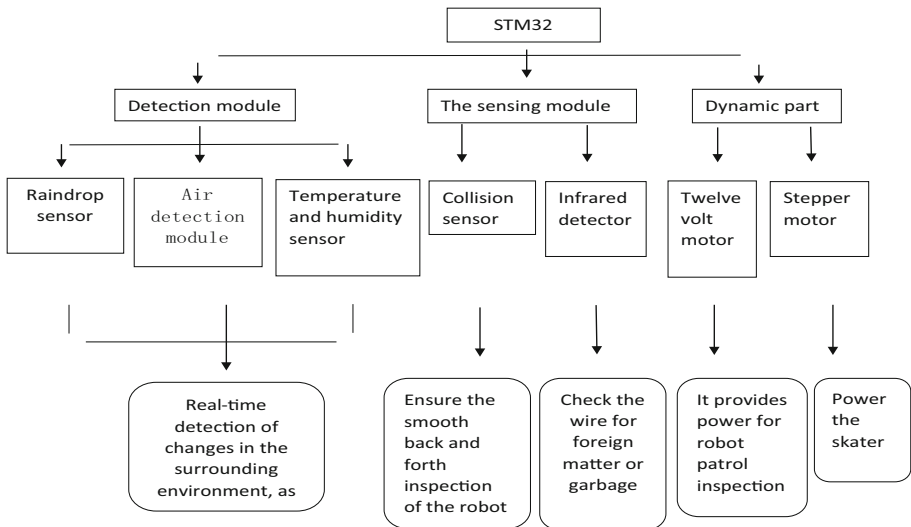 STM32
Detection module
The sensing module
Dynamic part
Raindrop
sensor
Air
detection
module
Temperature
and humidity
sensor
Collision
sensor
Infrared
detector
Twelve
volt
motor
Stepper
motor
Real-time
detection of
changes in the
surrounding
environment, as
Ensure the
smooth
back and
forth
inspection
of the robot
Check the
wire for
foreign
matter or
garbage
It provides
power for
robot
patrol
inspection
Power
the
skater